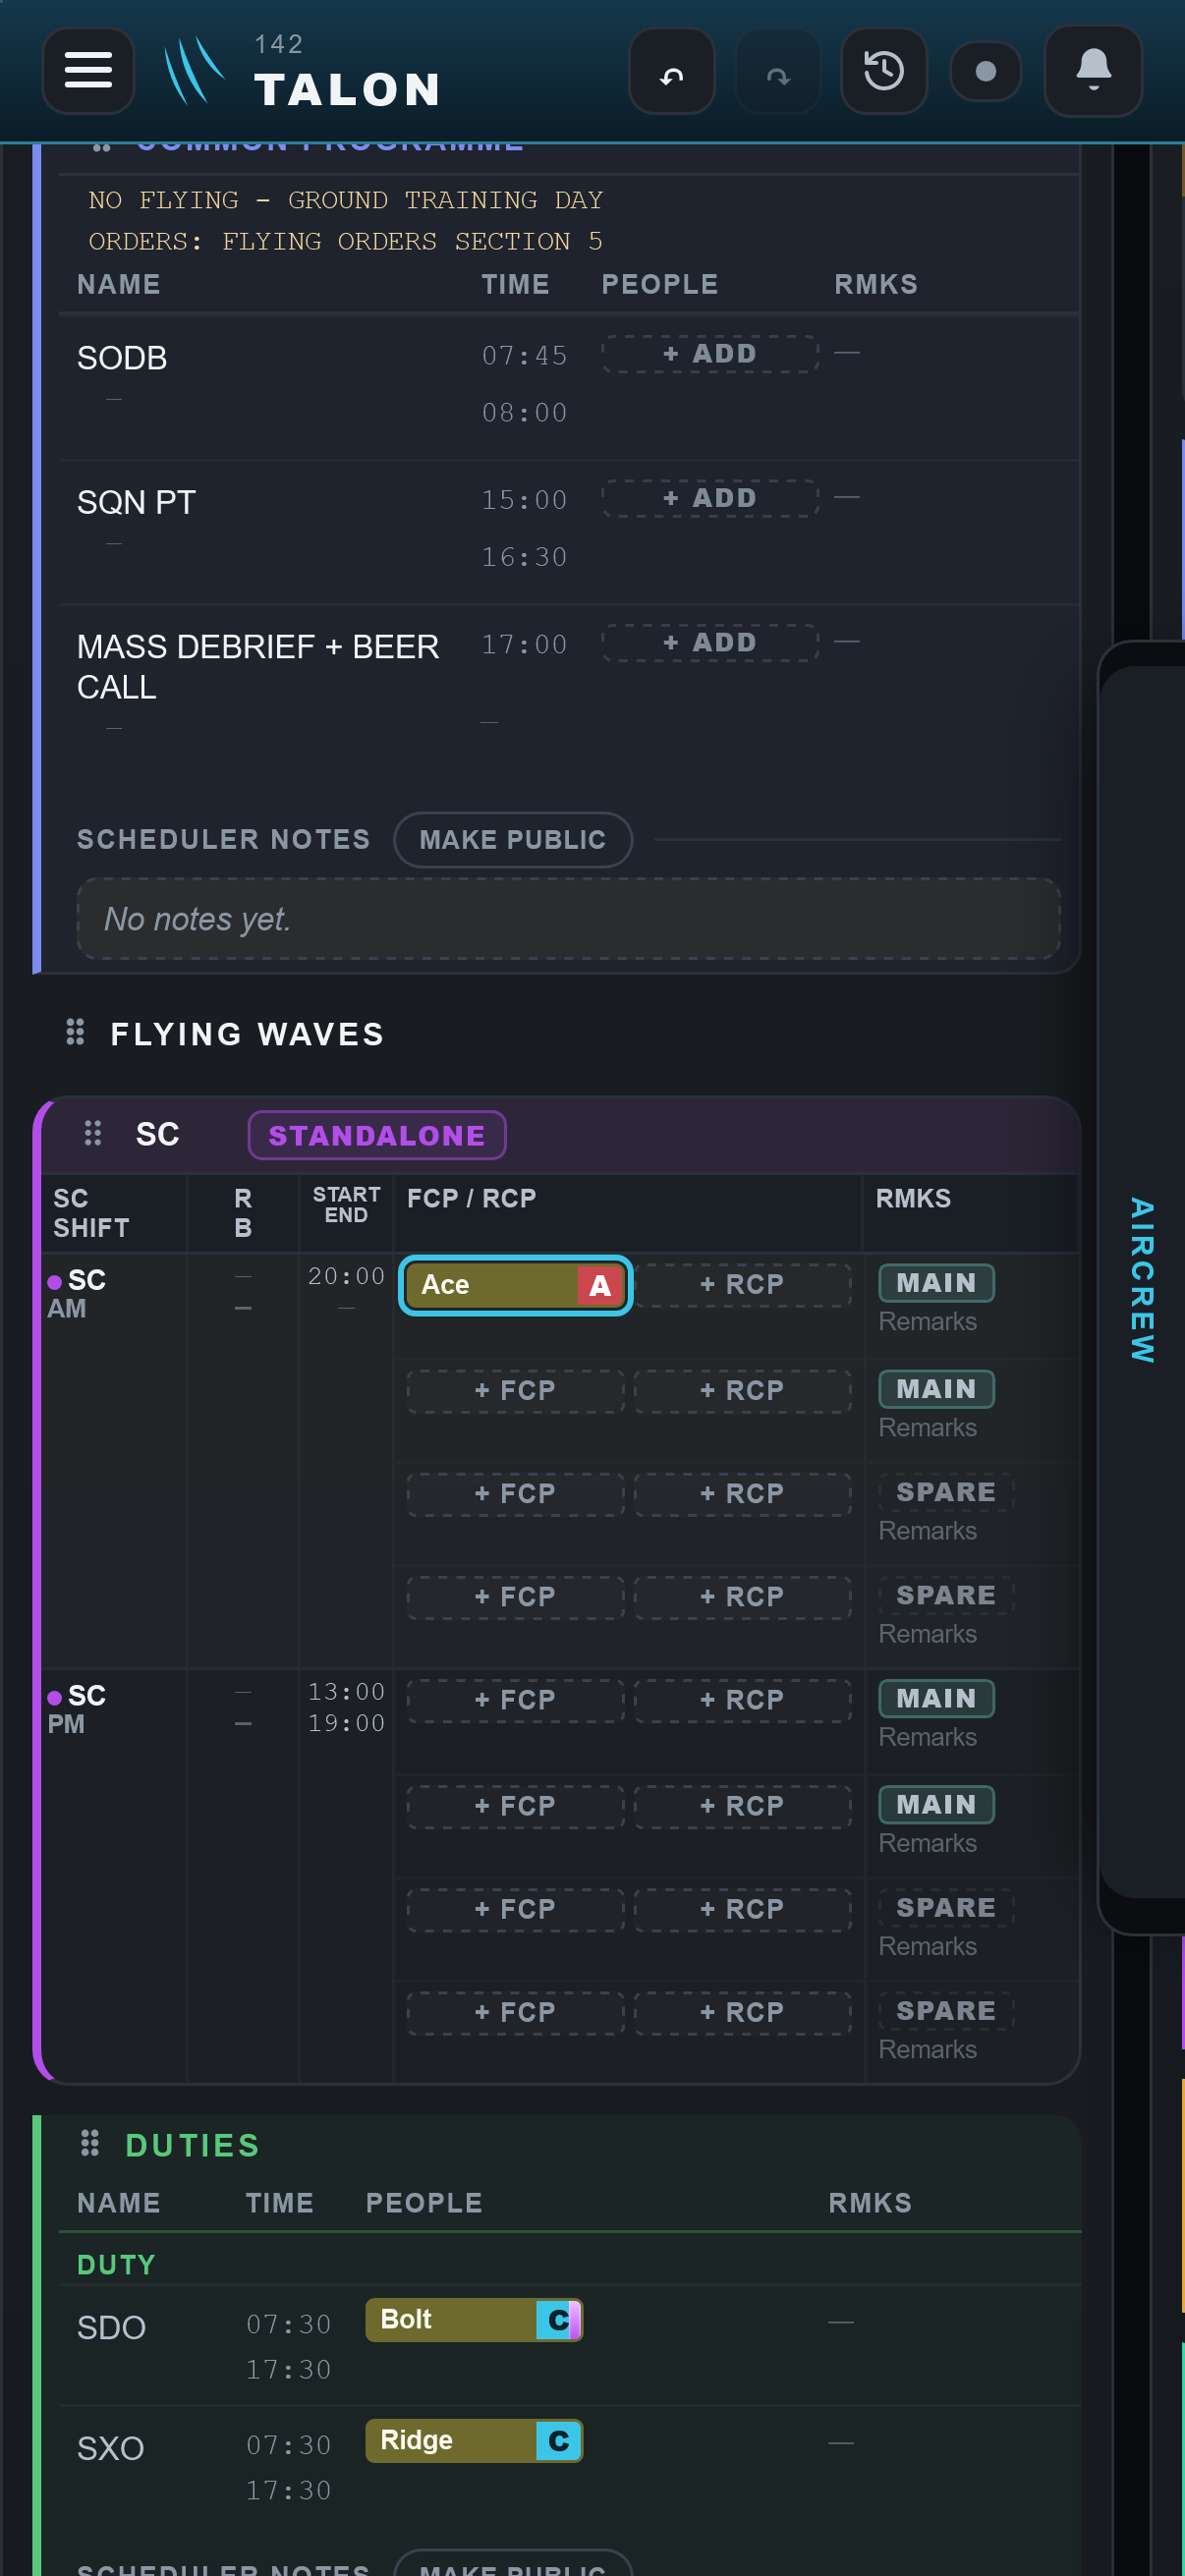 142
TALON
COMMON PROGRAMME
NO FLYING - GROUND TRAINING DAY
ORDERS: FLYING ORDERS SECTION 5
NAME TIME PEOPLE RMKS
SODB 07:45 + ADD —
— 08:00
SQN PT 15:00 + ADD —
— 16:30
MASS DEBRIEF + BEER 17:00 + ADD —
CALL
— —
SCHEDULER NOTES MAKE PUBLIC
No notes yet.
FLYING WAVES
SC STANDALONE
SC R START FCP / RCP RMKS
SHIFT B END
SC — 20:00 Ace A + RCP MAIN
AM — — Remarks
+ FCP + RCP MAIN
Remarks
+ FCP + RCP SPARE
Remarks
+ FCP + RCP SPARE
Remarks
SC — 13:00 + FCP + RCP MAIN
PM — 19:00 Remarks
+ FCP + RCP MAIN
Remarks
+ FCP + RCP SPARE
Remarks
+ FCP + RCP SPARE
Remarks
AIRCREW
DUTIES
NAME TIME PEOPLE RMKS
DUTY
SDO 07:30 Bolt C —
17:30
SXO 07:30 Ridge C —
17:30
SCHEDULER NOTES MAKE PUBLIC